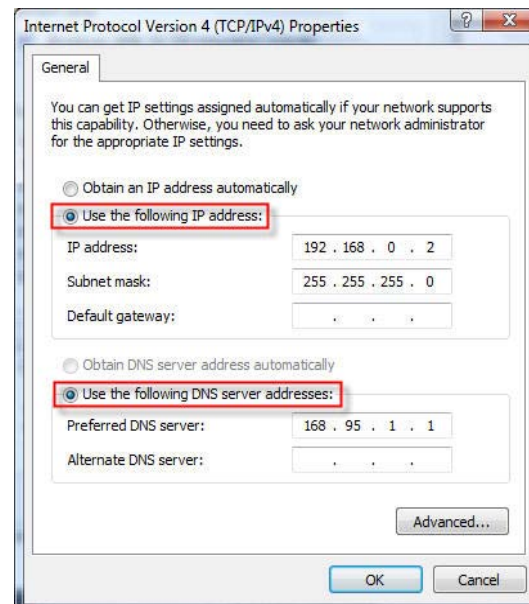 Internet Protocol Version 4 (TCP/IPv4) Properties
General
You can get IP settings assigned automatically if your network supports
this capability. Otherwise, you need to ask your network administrator
for the appropriate IP settings.
Obtain an IP address automatically
Use the following IP address:
IP address: 192 . 168 . 0 . 2
Subnet mask: 255 . 255 . 255 . 0
Default gateway: . . .
Obtain DNS server address automatically
Use the following DNS server addresses:
Preferred DNS server: 168 . 95 . 1 . 1
Alternate DNS server: . . .
Advanced...
OK Cancel